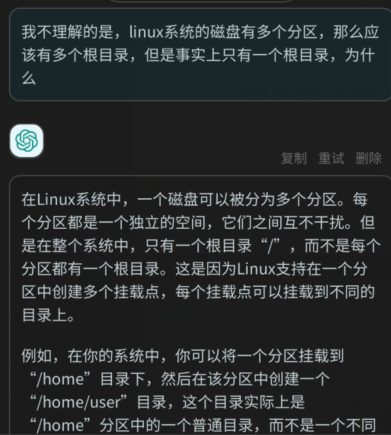 我不理解的是，linux系统的磁盘有多个分区，那么应
该有多个根目录，但是事实上只有一个根目录，为什
么
复制 重试 删除
在Linux系统中，一个磁盘可以被分为多个分区。每
个分区都是一个独立的空间，它们之间互不干扰。但
是在整个系统中，只有一个根目录“/”，而不是每个
分区都有一个根目录。这是因为Linux支持在一个分
区中创建多个挂载点，每个挂载点可以挂载到不同的
目录上。
例如，在你的系统中，你可以将一个分区挂载到
“/home”目录下，然后在该分区中创建一个
“/home/user”目录，这个目录实际上是
“/home”分区中的一个普通目录，而不是一个不同